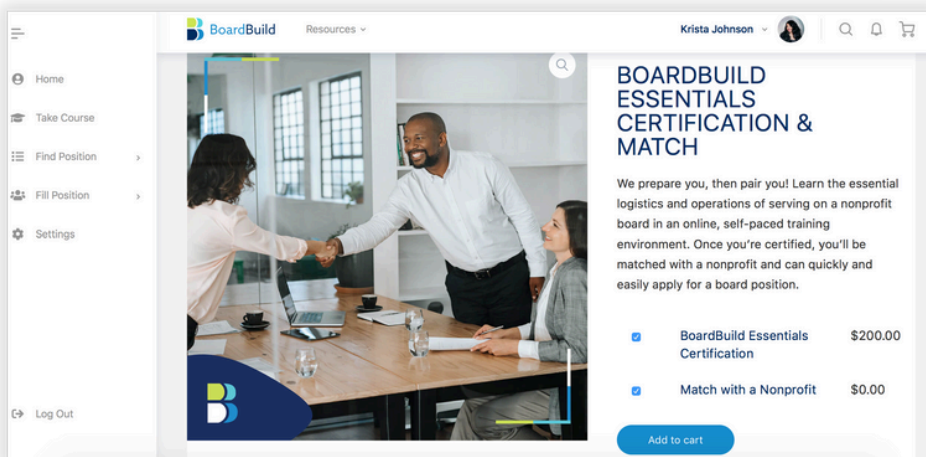 BoardBuild
Resources
Krista Johnson
Home
Take Course
Find Position
Fill Position
Settings
Log Out
BOARDBUILD
ESSENTIALS
CERTIFICATION &
MATCH
We prepare you, then pair you! Learn the essential
logistics and operations of serving on a nonprofit
board in an online, self-paced training
environment. Once you're certified, you'll be
matched with a nonprofit and can quickly and
easily apply for a board position.
BoardBuild Essentials $200.00
Certification
Match with a Nonprofit $0.00
Add to cart